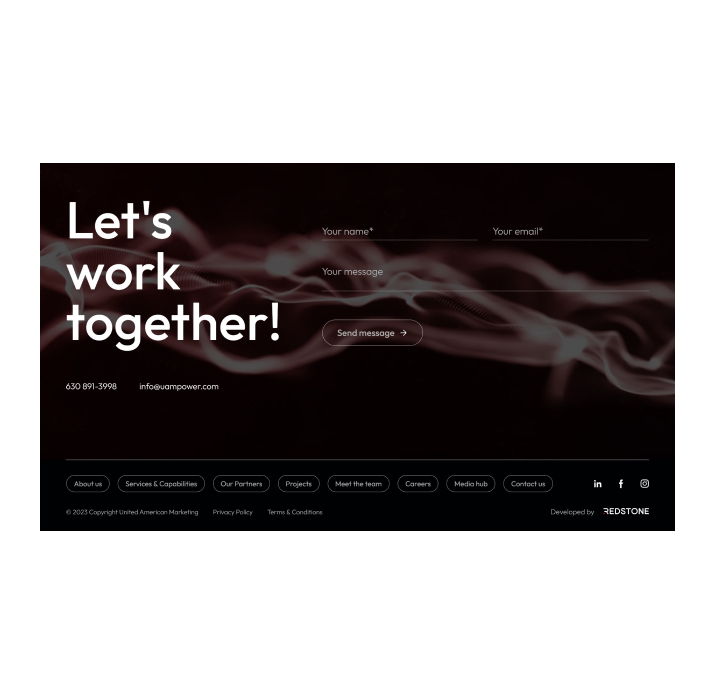 Let's
work
together!
Your name*
Your email*
Your message
Send message
630 891-3998
info@uampower.com
About us
Services & Capabilities
Our Partners
Projects
Meet the team
Careers
Media hub
Contact us
in
f
© 2023 Copyright United American Marketing
Privacy Policy
Terms & Conditions
Developed by
REDSTONE